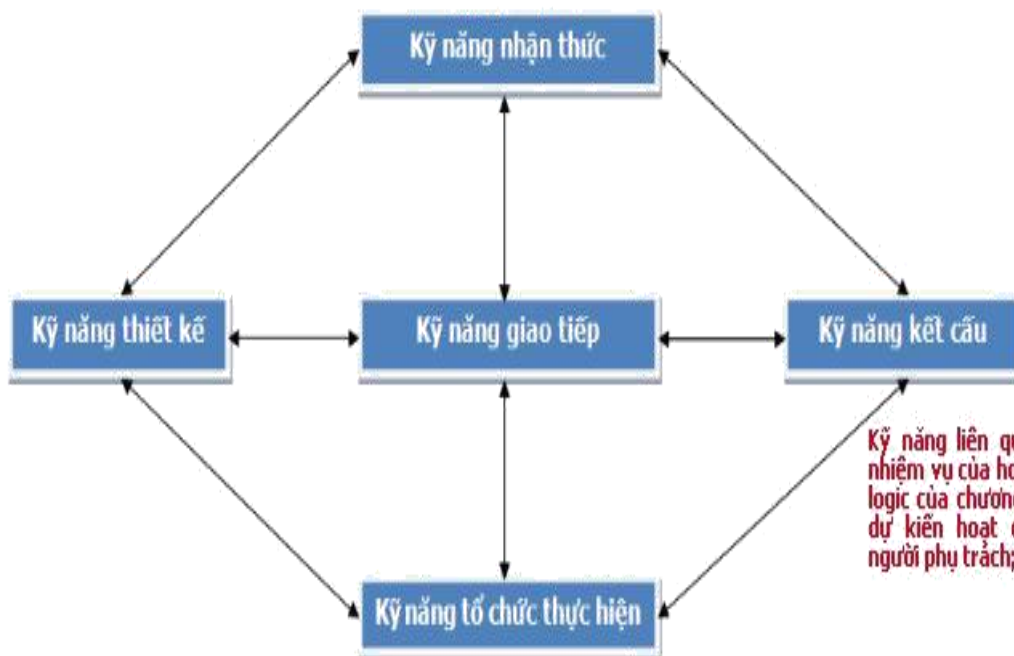 Kỹ năng nhận thức
Kỹ năng thiết kế
Kỹ năng giao tiếp
Kỹ năng kết cấu
Kỹ năng liên
nhiệm vụ của
logic của
dự kiến hoạt
người phụ trách;
Kỹ năng tổ chức thực hiện